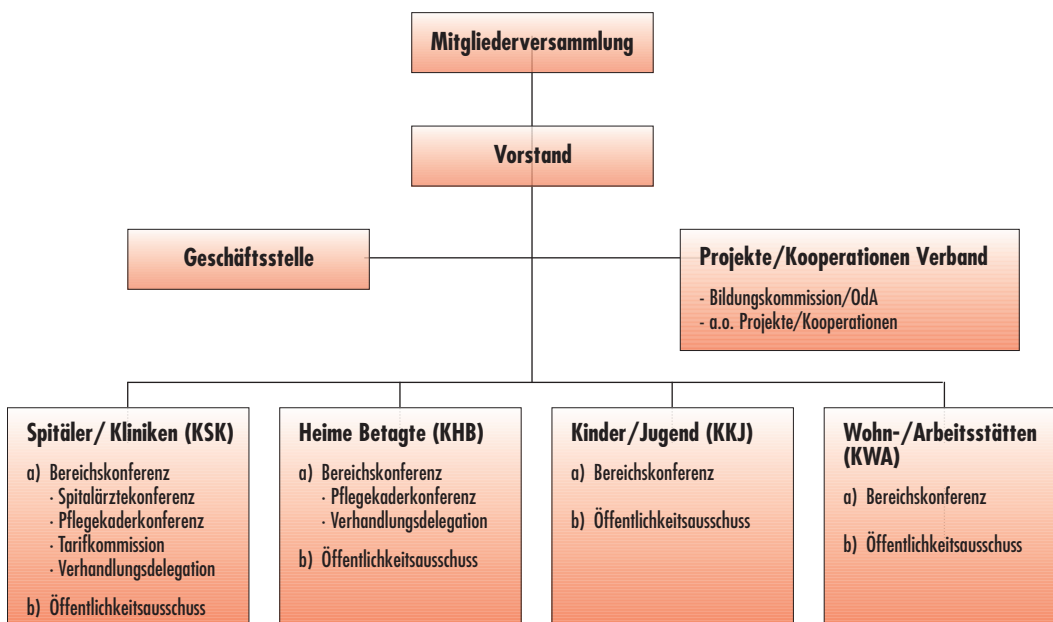 Mitgliederversammlung
Vorstand
Geschäftsstelle
Projekte/Kooperationen Verband
- Bildungskommission/OdA
- a.o. Projekte/Kooperationen
Spitäler/Kliniken (KSK)
a) Bereichskonferenz
· Spitalärztekonferenz
· Pflegekaderkonferenz
· Tarifkommission
· Verhandlungsdelegation
b) Öffentlichkeitsausschuss
Heime Betagte (KHB)
a) Bereichskonferenz
· Pflegekaderkonferenz
· Verhandlungsdelegation
b) Öffentlichkeitsausschuss
Kinder/Jugend (KKJ)
a) Bereichskonferenz
b) Öffentlichkeitsausschuss
Wohn-/Arbeitsstätten
(KWA)
a) Bereichskonferenz
b) Öffentlichkeitsausschuss